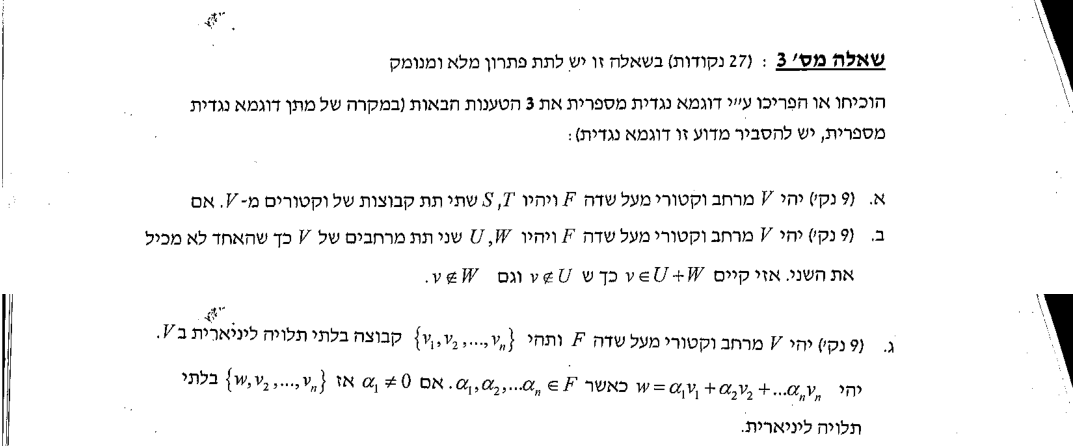 שאלה מס' 3 : (27 נקודות) בשאלה זו יש לתת פתרון מלא ומנומק
הוכיחו או הפריכו ע"י דוגמא נגדית מספרית את 3 הטענות הבאות (במקרה של מתן דוגמא נגדית
מספרית, יש להסביר מדוע זו דוגמא נגדית):
א. (9 נק') יהי V מרחב וקטורי מעל שדה F ויהיו S,T שתי תת קבוצות של וקטורים מ-V. אם
ב. (9 נק') יהי V מרחב וקטורי מעל שדה F ויהיו U,W שני תת מרחבים של V כך שהאחד לא מכיל
את השני. אזי קיים v∈U+W כך ש v∉U וגם v∉W.
ג. (9 נק') יהי V מרחב וקטורי מעל שדה F ותהי {v₁,v₂,...,vₙ} קבוצה בלתי תלויה ליניארית ב V.
יהי w=α₁v₁+α₂v₂+...αₙvₙ כאשר α₁,α₂,...αₙ∈F. אם α₁≠0 אז {w,v₂,...,vₙ} בלתי
תלויה ליניארית.